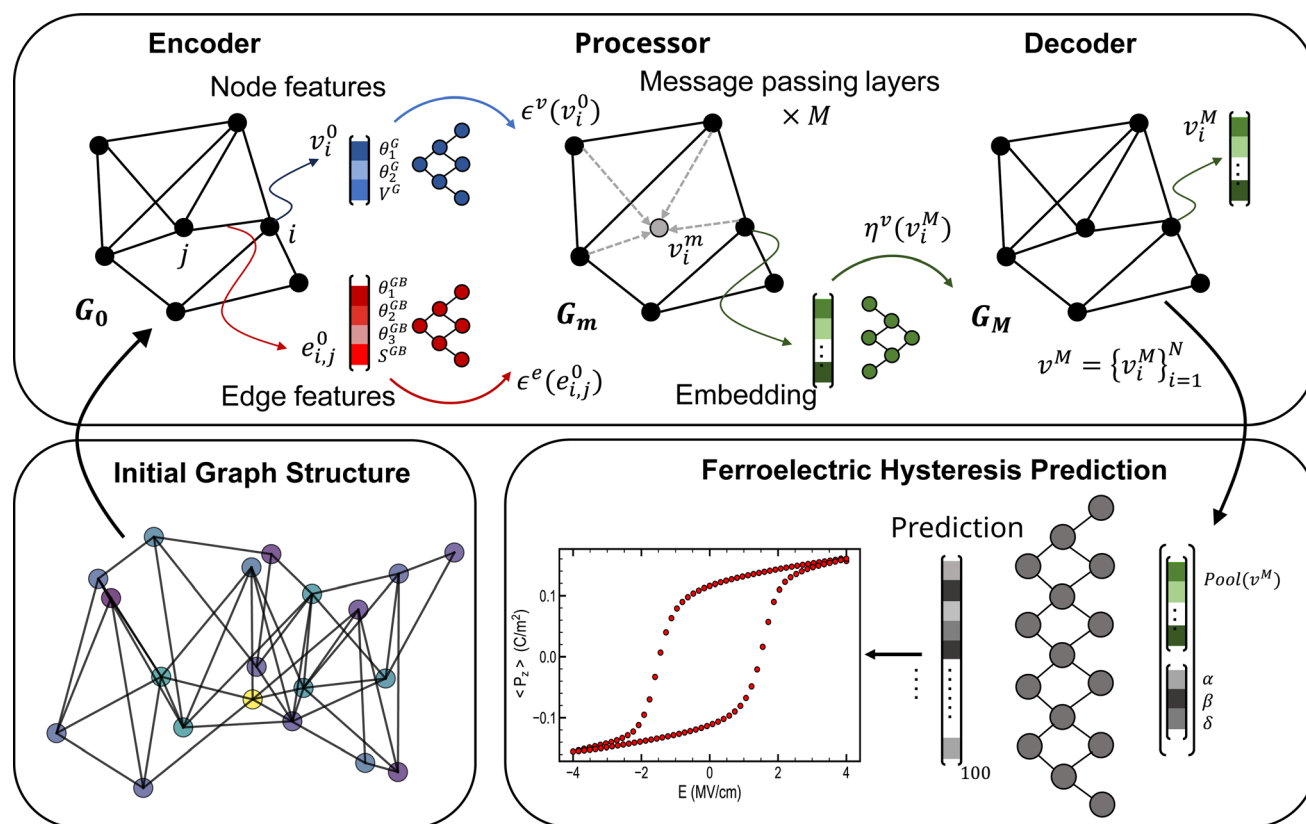 Encoder
Processor
Decoder
Node features
Message passing layers
× M
v_i^0
θ_1^G
θ_2^G
V^G
ϵ^v(v_i^0)
v_i^M
j
i
v_i^m
η^v(v_i^M)
G_0
θ_1^{GB}
θ_2^{GB}
θ_3^{GB}
S^{GB}
G_m
G_M
e_{i,j}^0
ϵ^e(e_{i,j}^0)
v^M = {v_i^M}_{i=1}^N
Edge features
Embedding
Initial Graph Structure
Ferroelectric Hysteresis Prediction
Prediction
Pool(v^M)
α
β
δ
100
< P_z > (C/m²)
0.1
0.0
−0.1
−4
−2
0
2
4
E (MV/cm)